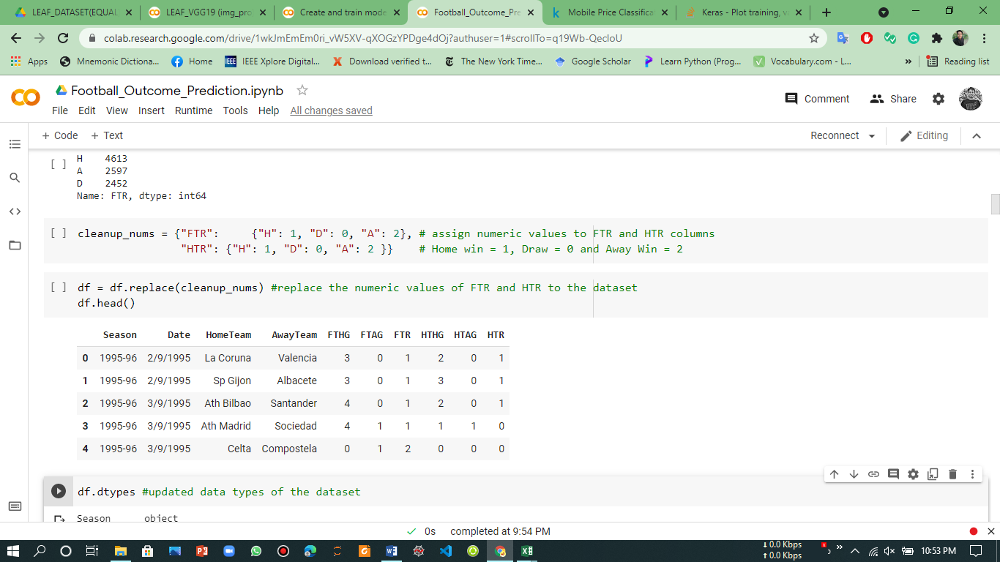 LEAF_DATASET(EQUAL
LEAF_VGG19 (img_pro
Create and train mode
Football_Outcome_Pre
Mobile Price Classifica
Keras - Plot training, va
colab.research.google.com/drive/1wkJmEmEm0ri_vW5XV-qXOGzYPDge4dOj?authuser=1#scrollTo=q19Wb-QecIoU
Apps Mnemonic Dictiona... Home IEEE IEEE Xplore Digital... Download verified t... The New York Time... Google Scholar Learn Python (Prog... Vocabulary.com - L... » Reading list
Football_Outcome_Prediction.ipynb
Comment Share
File Edit View Insert Runtime Tools Help All changes saved
+ Code + Text Reconnect Editing
[ ] H 4613
A 2597
D 2452
Name: FTR, dtype: int64
[ ] cleanup_nums = {"FTR": {"H": 1, "D": 0, "A": 2}, # assign numeric values to FTR and HTR columns
"HTR": {"H": 1, "D": 0, "A": 2 }} # Home win = 1, Draw = 0 and Away Win = 2
[ ] df = df.replace(cleanup_nums) #replace the numeric values of FTR and HTR to the dataset
df.head()
Season Date HomeTeam AwayTeam FTHG FTAG FTR HTHG HTAG HTR
0 1995-96 2/9/1995 La Coruna Valencia 3 0 1 2 0 1
1 1995-96 2/9/1995 Sp Gijon Albacete 3 0 1 3 0 1
2 1995-96 3/9/1995 Ath Bilbao Santander 4 0 1 2 0 1
3 1995-96 3/9/1995 Ath Madrid Sociedad 4 1 1 1 1 0
4 1995-96 3/9/1995 Celta Compostela 0 1 2 0 0 0
df.dtypes #updated data types of the dataset
Season object
0s completed at 9:54 PM
0.0 Kbps
0.0 Kbps
10:53 PM